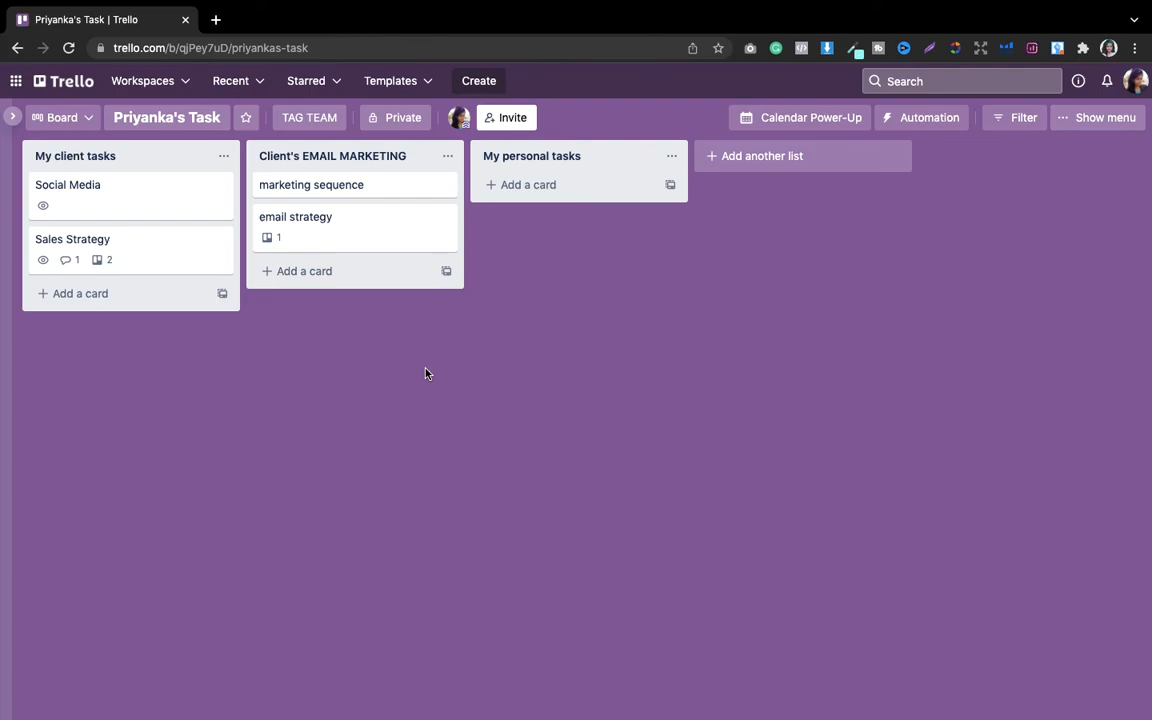 Priyanka's Task | Trello
trello.com/b/qjPey7uD/priyankas-task
Trello Workspaces Recent Starred Templates Create Search
Board Priyanka's Task TAG TEAM Private Invite Calendar Power-Up Automation Filter Show menu
My client tasks
Social Media
Sales Strategy
1 2
Add a card
Client's EMAIL MARKETING
marketing sequence
email strategy
1
Add a card
My personal tasks
Add a card
Add another list